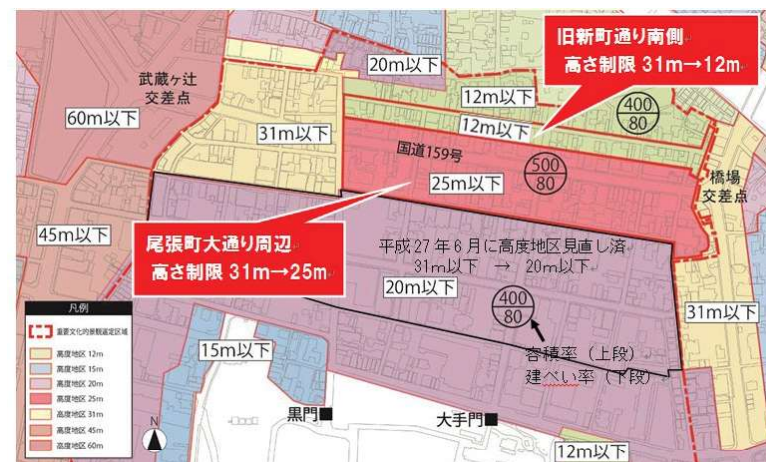 旧新町通り南側
高さ制限 31m→12m
20m以下
武蔵ヶ辻
交差点
12m以下
400
80
60m以下
31m以下
12m以下
国道159号
500
80
25m以下
橋場
交差点
45m以下
尾張町大通り周辺
高さ制限 31m→25m
平成27年6月に高度地区見直し済
31m以下 → 20m以下
20m以下
400
80
31m以下
容積率（上段）
建ぺい率（下段）
15m以下
凡例
重要文化的景観選定区域
高度地区 12m
高度地区 15m
高度地区 20m
高度地区 25m
高度地区 31m
高度地区 45m
高度地区 60m
N
黒門■
大手門■
12m以下